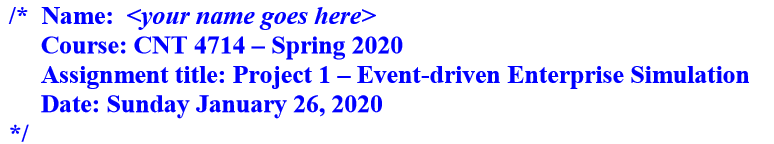 /* Name: <your name goes here>
Course: CNT 4714 – Spring 2020
Assignment title: Project 1 – Event-driven Enterprise Simulation
Date: Sunday January 26, 2020
*/